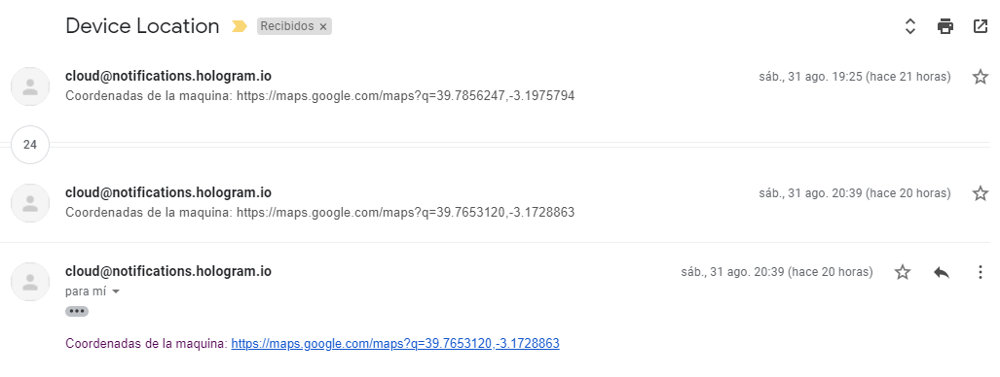 Device Location Recibidos ×
cloud@notifications.hologram.io sáb., 31 ago. 19:25 (hace 21 horas)
Coordenadas de la maquina: https://maps.google.com/maps?q=39.7856247,-3.1975794
24
cloud@notifications.hologram.io sáb., 31 ago. 20:39 (hace 20 horas)
Coordenadas de la maquina: https://maps.google.com/maps?q=39.7653120,-3.1728863
cloud@notifications.hologram.io sáb., 31 ago. 20:39 (hace 20 horas)
para mí
Coordenadas de la maquina: https://maps.google.com/maps?q=39.7653120,-3.1728863